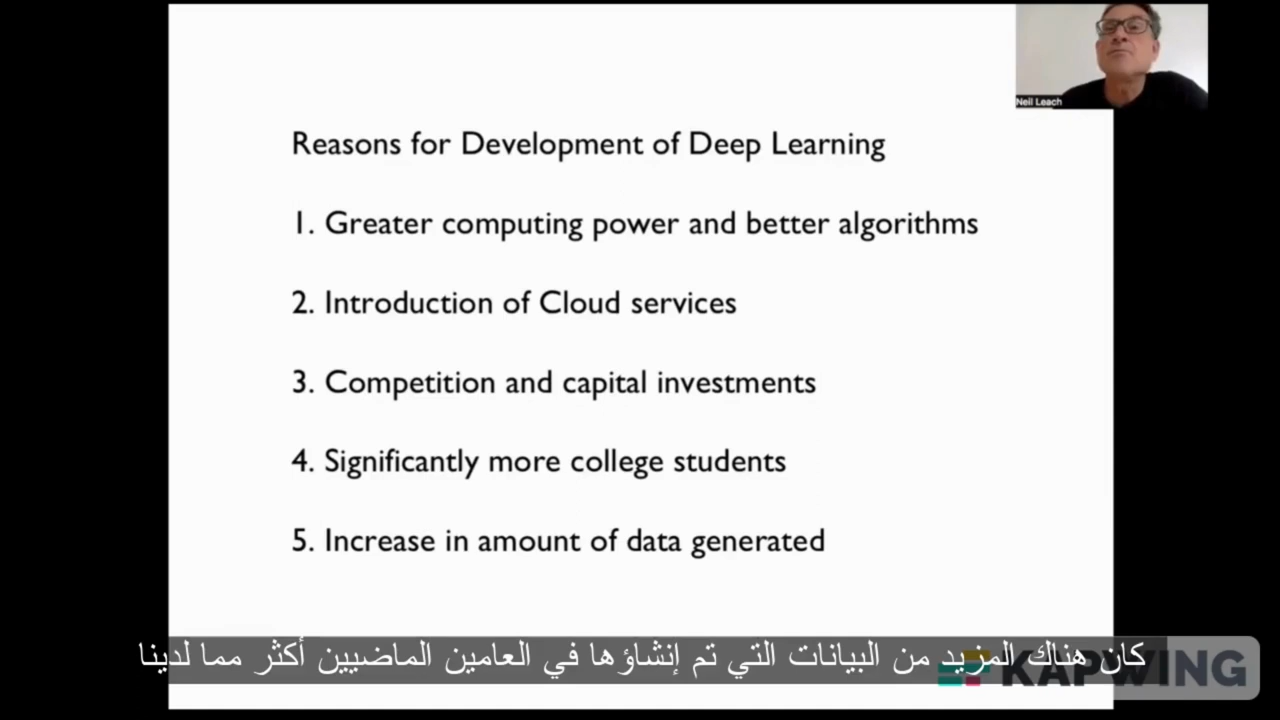 Neil Leach
Reasons for Development of Deep Learning
1. Greater computing power and better algorithms
2. Introduction of Cloud services
3. Competition and capital investments
4. Significantly more college students
5. Increase in amount of data generated
كان هناك المزيد من البيانات التي تم إنشاؤها في العامين الماضيين أكثر مما لدينا
KAPWING